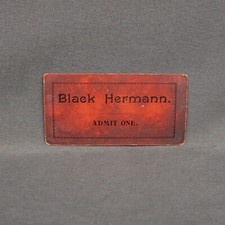 Black Hermann.
ADMIT ONE.